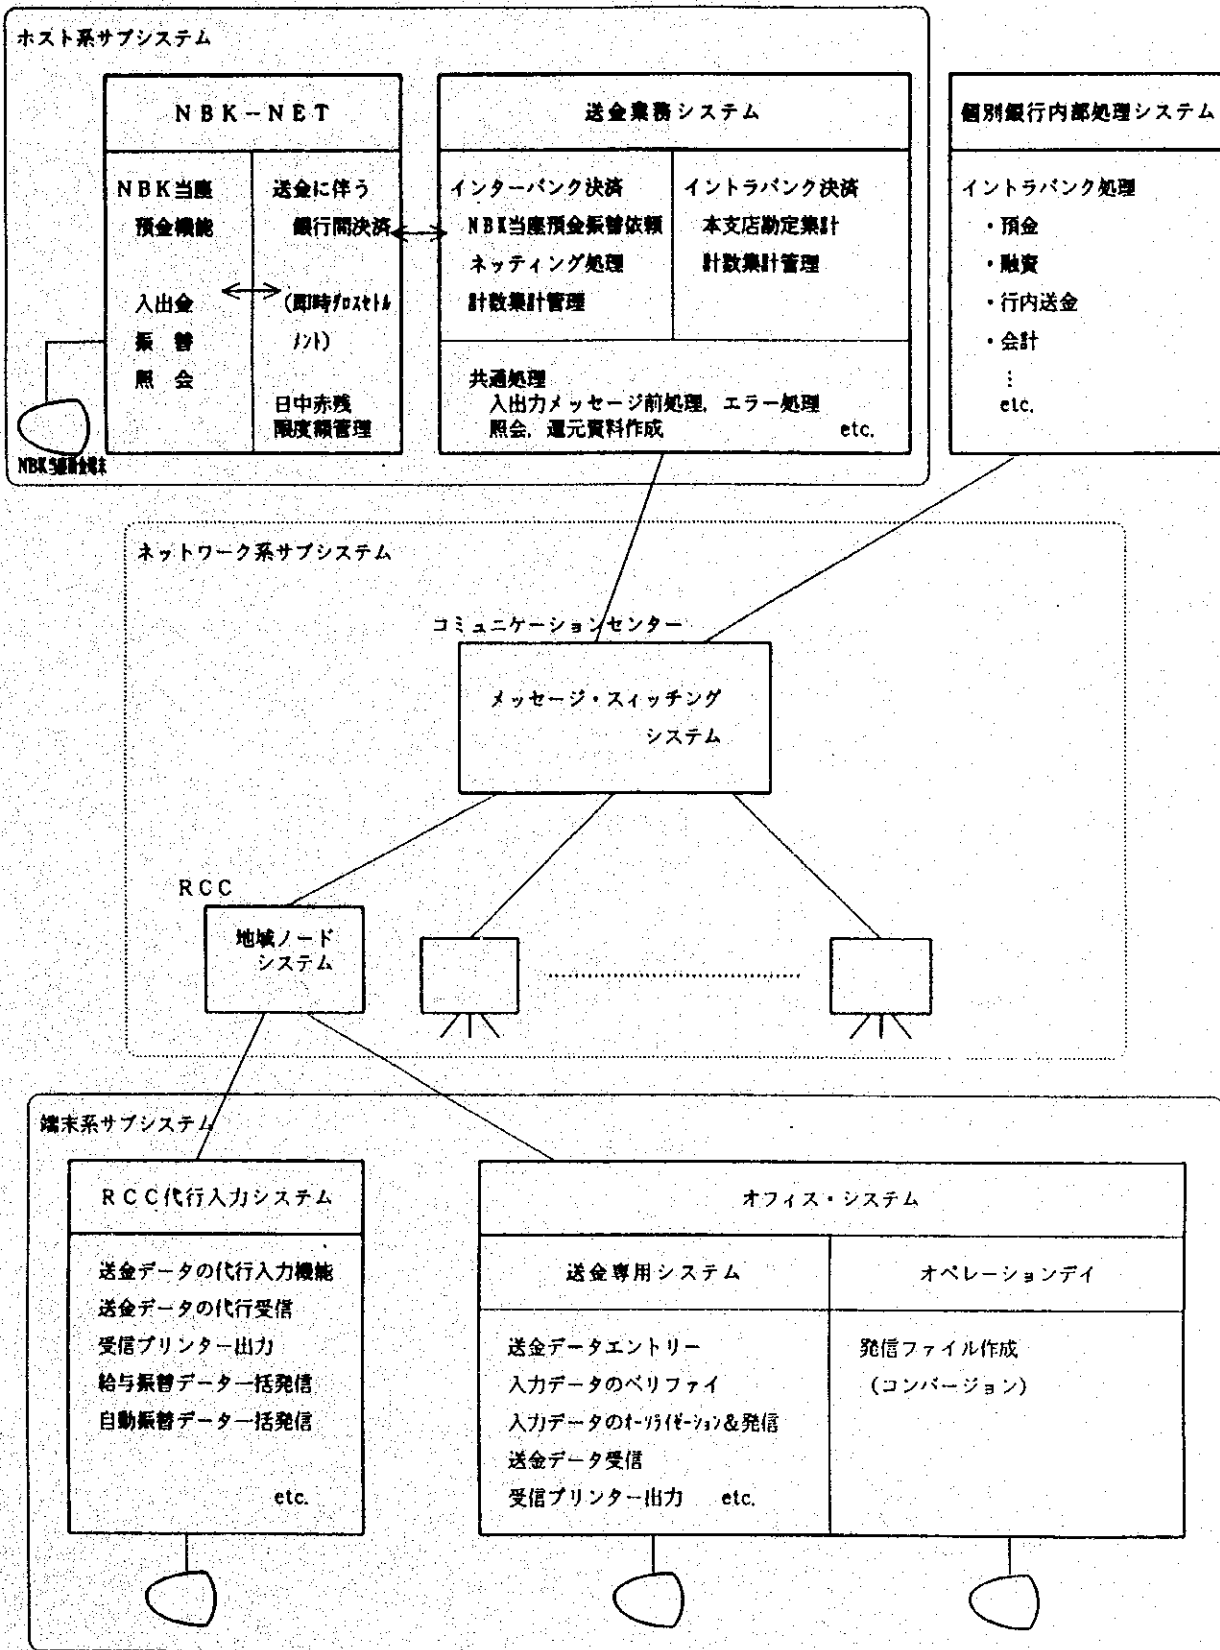 ホスト系サブシステム
NBK-NET
NBK当座
預金機能
入出金
振替
照会
送金に伴う
銀行間決済
(即時グロスセトル
メント)
日中赤残
限度額管理
NBK当座預金端末
送金業務システム
インターバンク決済
NBK当座預金振替依頼
ネッティング処理
計数集計管理
イントラバンク決済
本支店勘定集計
計数集計管理
共通処理
入出力メッセージ前処理, エラー処理
照会, 還元資料作成 etc.
個別銀行内部処理システム
イントラバンク処理
・預金
・融資
・行内送金
・会計
⋮
etc.
ネットワーク系サブシステム
コミュニケーションセンター
メッセージ・スィッチング
システム
RCC
地域ノード
システム
端末系サブシステム
RCC代行入力システム
送金データの代行入力機能
送金データの代行受信
受信プリンター出力
給与振替データ一括発信
自動振替データ一括発信
etc.
オフィス・システム
送金専用システム
送金データエントリー
入力データのベリファイ
入力データのオーソライゼーション&発信
送金データ受信
受信プリンター出力 etc.
オペレーションデイ
発信ファイル作成
(コンバージョン)